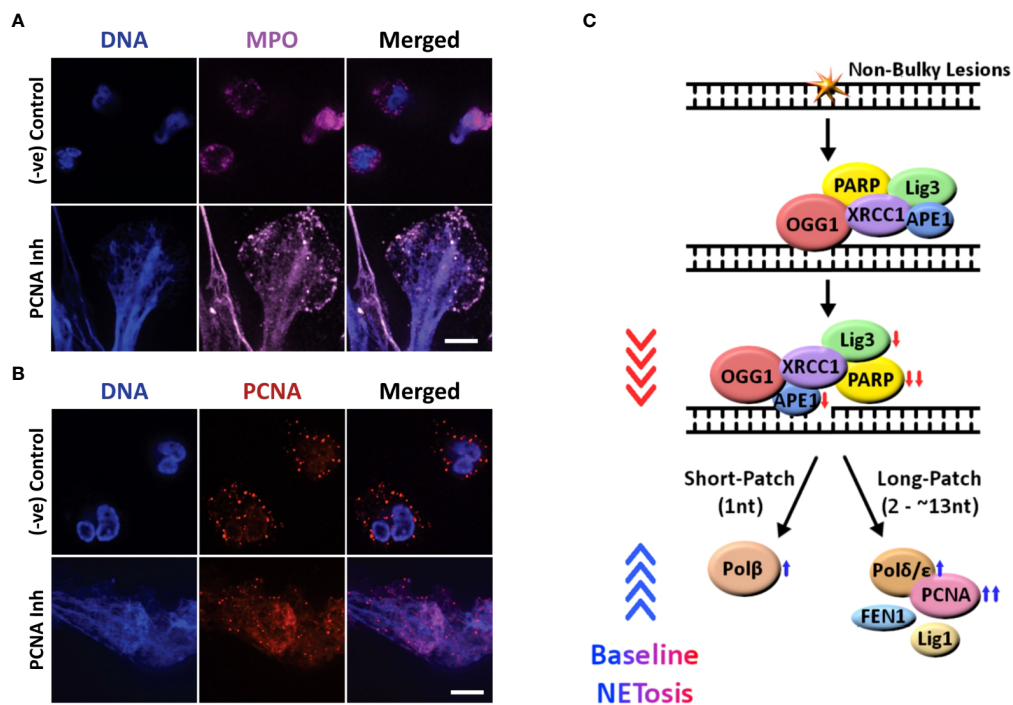 A
DNA MPO Merged
(-ve) Control
PCNA Inh
B
DNA PCNA Merged
(-ve) Control
PCNA Inh
C
Non-Bulky Lesions
PARP
Lig3
OGG1
XRCC1
APE1
Lig3
XRCC1
OGG1
PARP
APE1
Short-Patch
(1nt)
Long-Patch
(2 - ~13nt)
Polβ
Polδ/ε
PCNA
FEN1
Lig1
Baseline
NETosis